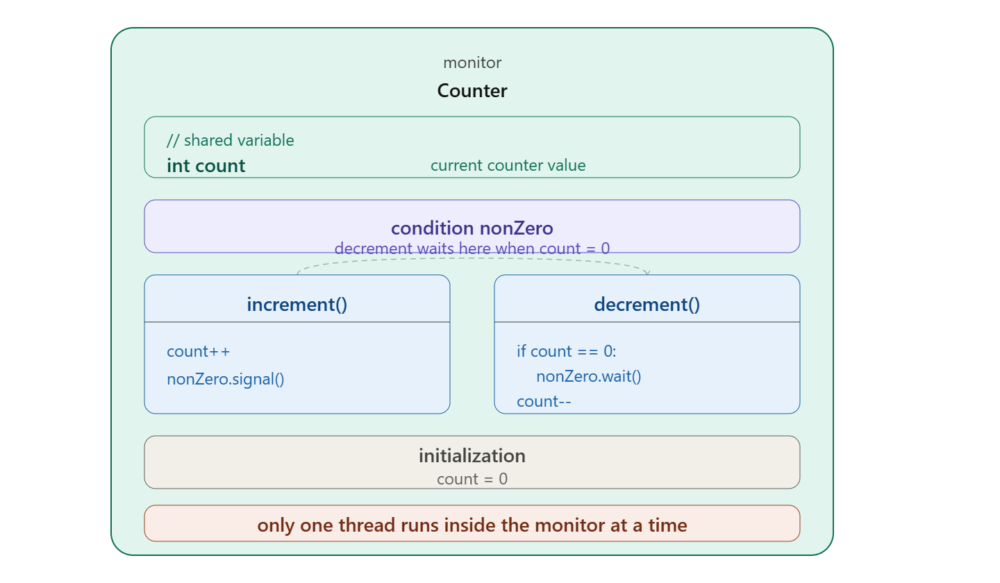 monitor
Counter
// shared variable
int count
current counter value
condition nonZero
decrement waits here when count = 0
increment()
count++
nonZero.signal()
decrement()
if count == 0:
nonZero.wait()
count--
initialization
count = 0
only one thread runs inside the monitor at a time